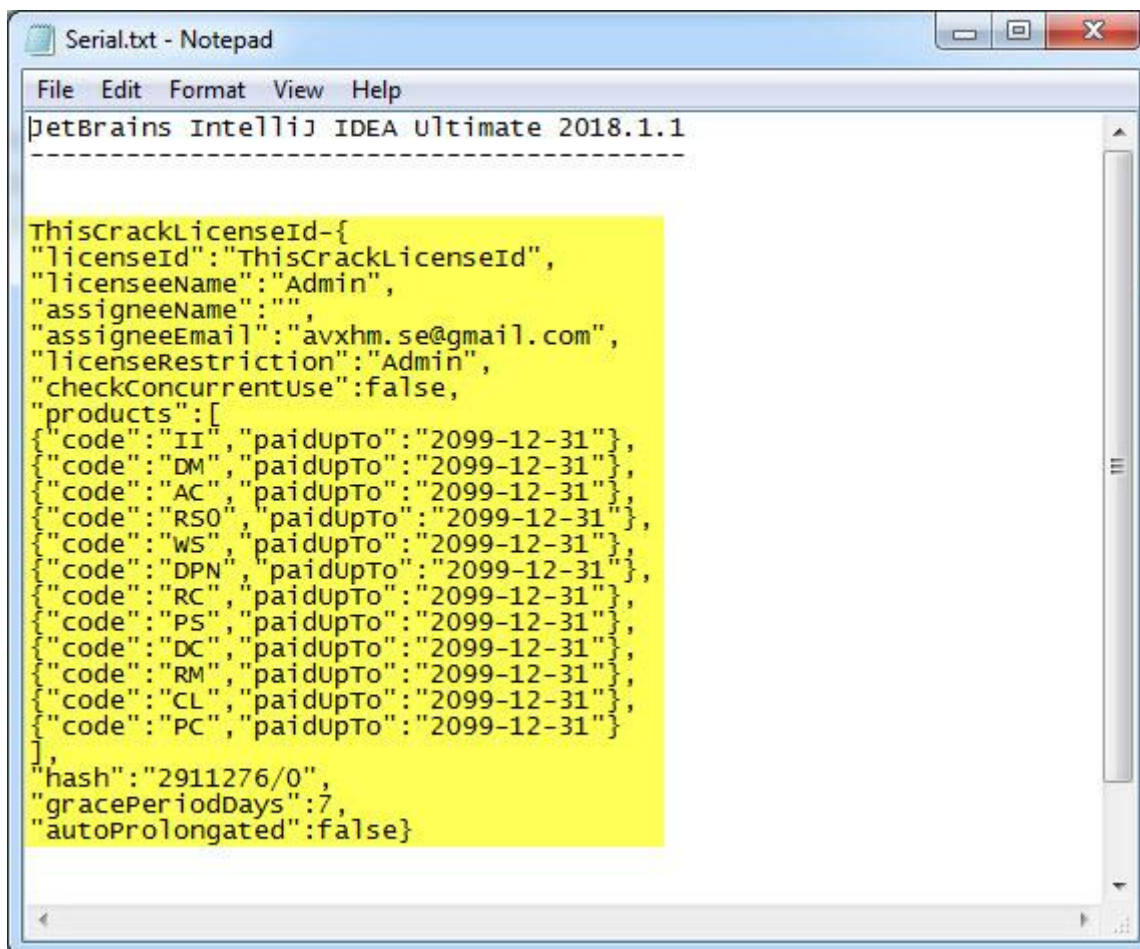 Serial.txt - Notepad
File Edit Format View Help
JetBrains IntelliJ IDEA Ultimate 2018.1.1
-----------------------------------------
ThisCrackLicenseId-{
"licenseId":"ThisCrackLicenseId",
"licenseeName":"Admin",
"assigneeName":"",
"assigneeEmail":"avxhm.se@gmail.com",
"licenseRestriction":"Admin",
"checkConcurrentUse":false,
"products":[
{"code":"II","paidUpTo":"2099-12-31"},
{"code":"DM","paidUpTo":"2099-12-31"},
{"code":"AC","paidUpTo":"2099-12-31"},
{"code":"RS0","paidUpTo":"2099-12-31"},
{"code":"WS","paidUpTo":"2099-12-31"},
{"code":"DPN","paidUpTo":"2099-12-31"},
{"code":"RC","paidUpTo":"2099-12-31"},
{"code":"PS","paidUpTo":"2099-12-31"},
{"code":"DC","paidUpTo":"2099-12-31"},
{"code":"RM","paidUpTo":"2099-12-31"},
{"code":"CL","paidUpTo":"2099-12-31"},
{"code":"PC","paidUpTo":"2099-12-31"}
],
"hash":"2911276/0",
"gracePeriodDays":7,
"autoProlongated":false}